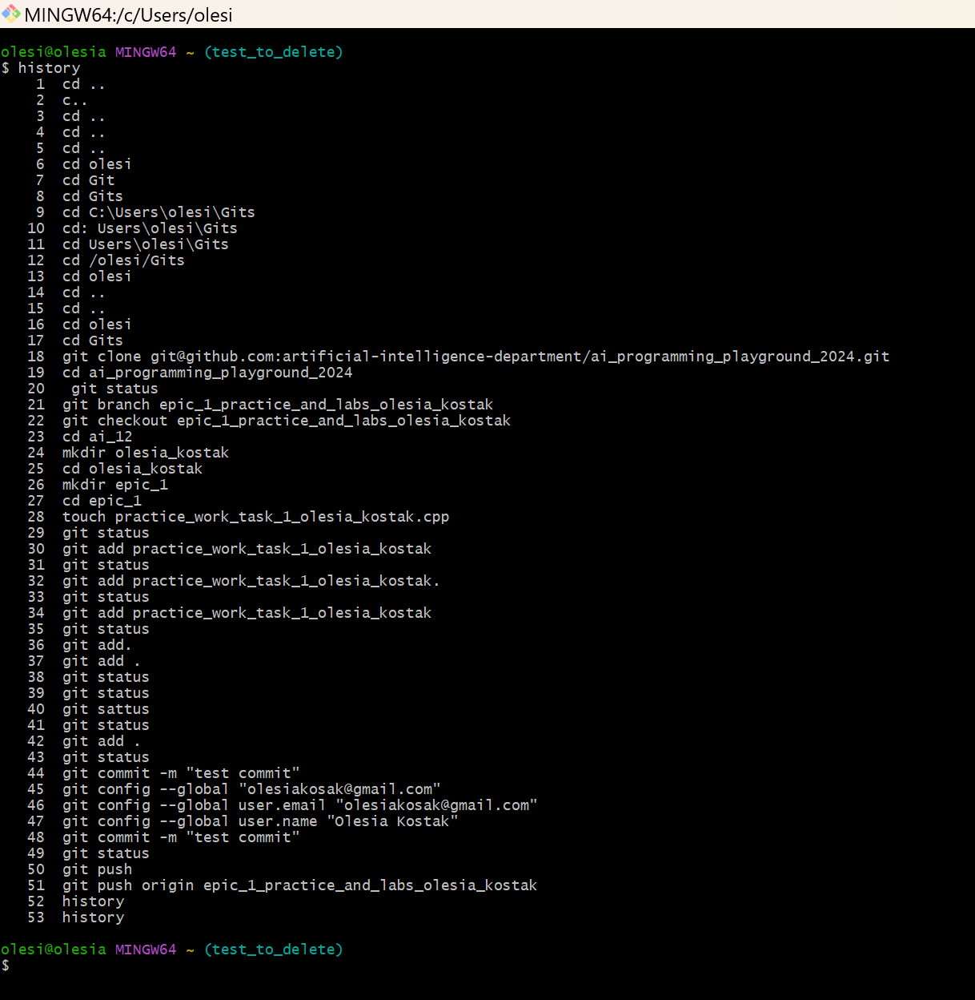 MINGW64:/c/Users/olesi
olesi@olesia MINGW64 ~ (test_to_delete)
$ history
1 cd ..
2 c..
3 cd ..
4 cd ..
5 cd ..
6 cd olesi
7 cd Git
8 cd Gits
9 cd C:\Users\olesi\Gits
10 cd: Users\olesi\Gits
11 cd Users\olesi\Gits
12 cd /olesi/Gits
13 cd olesi
14 cd ..
15 cd ..
16 cd olesi
17 cd Gits
18 git clone git@github.com:artificial-intelligence-department/ai_programming_playground_2024.git
19 cd ai_programming_playground_2024
20 git status
21 git branch epic_1_practice_and_labs_olesia_kostak
22 git checkout epic_1_practice_and_labs_olesia_kostak
23 cd ai_12
24 mkdir olesia_kostak
25 cd olesia_kostak
26 mkdir epic_1
27 cd epic_1
28 touch practice_work_task_1_olesia_kostak.cpp
29 git status
30 git add practice_work_task_1_olesia_kostak
31 git status
32 git add practice_work_task_1_olesia_kostak.
33 git status
34 git add practice_work_task_1_olesia_kostak
35 git status
36 git add.
37 git add .
38 git status
39 git status
40 git sattus
41 git status
42 git add .
43 git status
44 git commit -m "test commit"
45 git config --global "olesiakosak@gmail.com"
46 git config --global user.email "olesiakosak@gmail.com"
47 git config --global user.name "Olesia Kostak"
48 git commit -m "test commit"
49 git status
50 git push
51 git push origin epic_1_practice_and_labs_olesia_kostak
52 history
53 history
olesi@olesia MINGW64 ~ (test_to_delete)
$